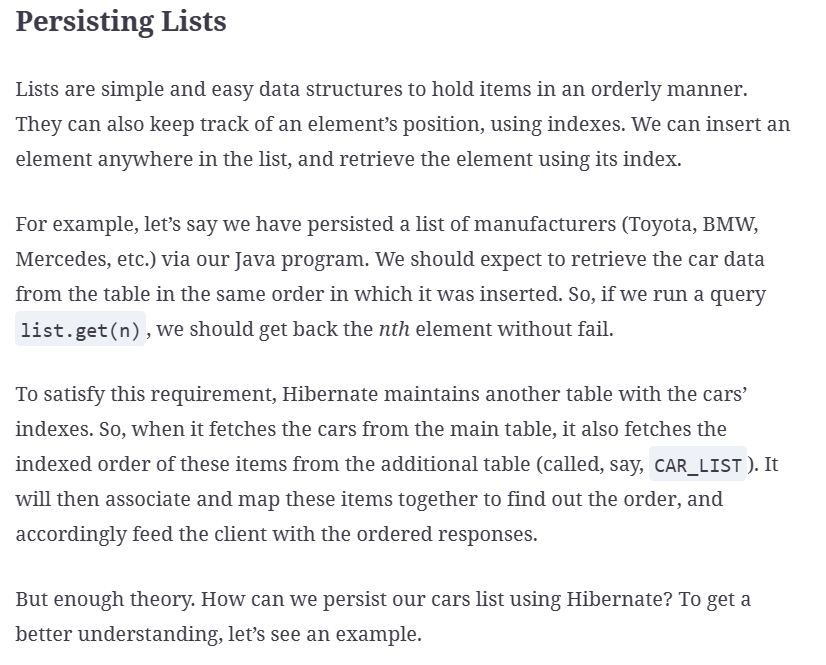 Persisting Lists
Lists are simple and easy data structures to hold items in an orderly manner.
They can also keep track of an element’s position, using indexes. We can insert an
element anywhere in the list, and retrieve the element using its index.
For example, let’s say we have persisted a list of manufacturers (Toyota, BMW,
Mercedes, etc.) via our Java program. We should expect to retrieve the car data
from the table in the same order in which it was inserted. So, if we run a query
list.get(n), we should get back the nth element without fail.
To satisfy this requirement, Hibernate maintains another table with the cars’
indexes. So, when it fetches the cars from the main table, it also fetches the
indexed order of these items from the additional table (called, say, CAR_LIST). It
will then associate and map these items together to find out the order, and
accordingly feed the client with the ordered responses.
But enough theory. How can we persist our cars list using Hibernate? To get a
better understanding, let’s see an example.